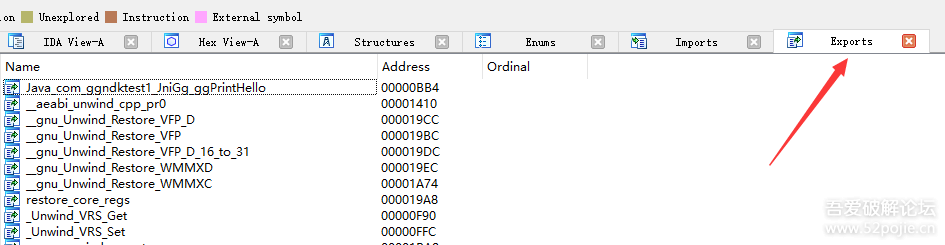 on Unexplored Instruction External symbol
IDA View-A Hex View-A Structures Enums Imports Exports
Name Address Ordinal
Java_com_ggndktest1_JniGg_ggPrintHello 00000BB4
__aeabi_unwind_cpp_pr0 00001410
__gnu_Unwind_Restore_VFP_D 000019CC
__gnu_Unwind_Restore_VFP 000019BC
__gnu_Unwind_Restore_VFP_D_16_to_31 000019DC
__gnu_Unwind_Restore_WMMXD 000019EC
__gnu_Unwind_Restore_WMMXC 00001A74
restore_core_regs 000019A8
_Unwind_VRS_Get 00000F90
_Unwind_VRS_Set 00000FFC
吾爱破解论坛
www.52pojie.cn